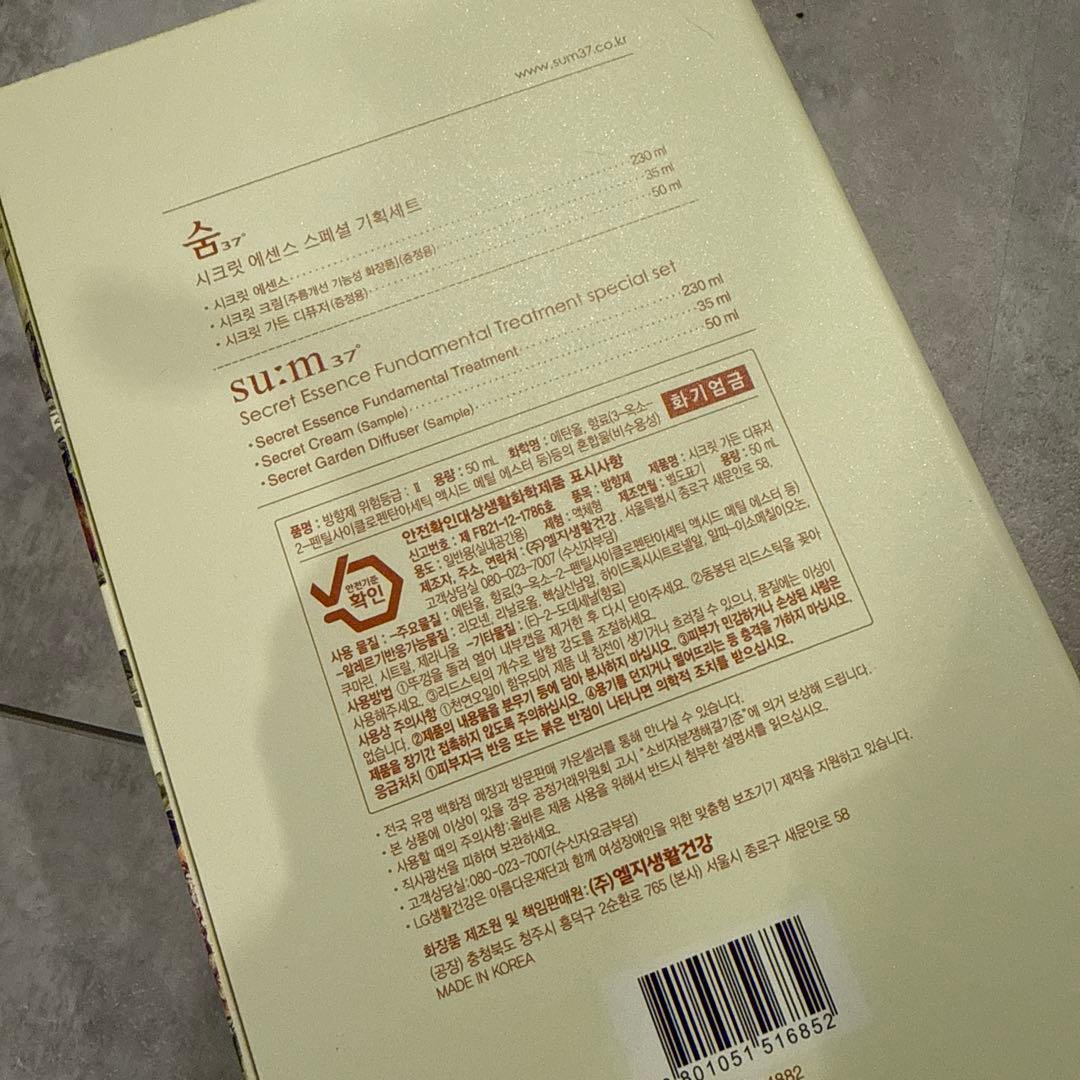 www.sum37.co.kr
숨37°
시크릿 에센스 스페셜 기획세트
• 시크릿 에센스 230 ml
• 시크릿 크림[주름개선 기능성 화장품](증정용) 35 ml
• 시크릿 가든 디퓨저(증정용) 50 ml
su:m37°
Secret Essence Fundamental Treatment special set
• Secret Essence Fundamental Treatment 230 ml
• Secret Cream (Sample) 35 ml
• Secret Garden Diffuser (Sample) 50 ml
품명 : 방향제 위험등급 : Ⅱ 용량 : 50 mL 화학명 : 에탄올, 향료(3-옥소-
2-펜틸사이클로펜탄아세틱 액시드 메틸 에스터 등)등의 혼합물(비수용성)
화기엄금
안전기준
확인
안전확인대상생활화학제품 표시사항
신고번호 : 제 FB21-12-1786호 품목 : 방향제 제품명 : 시크릿 가든 디퓨저
용도 : 일반용(실내공간용) 제형 : 액체형 제조연월 : 별도표기 용량 : 50 mL
제조자, 주소, 연락처 : (주)엘지생활건강. 서울특별시 종로구 새문안로 58,
고객상담실 080-023-7007 (수신자부담)
사용 물질 : -주요물질 : 에탄올, 향료(3-옥소-2-펜틸사이클로펜탄아세틱 액시드 메틸 에스터 등)
-알레르기반응가능물질 : 리모넨, 리날로올, 헥실신남알, 하이드록시시트로넬알, 알파-이소메칠이오논,
쿠마린, 시트랄, 제라니올 -기타물질 : (E)-2-도데세날(향료)
사용방법 ①뚜껑을 돌려 열어 내부캡을 제거한 후 다시 닫아주세요. ②동봉된 리드스틱을 꽂아
사용해주세요. ③리드스틱의 개수로 발향 강도를 조절하세요.
사용상 주의사항 ①천연오일이 함유되어 제품 내 침전이 생기거나 흐려질 수 있으나, 품질에는 이상이
없습니다. ②제품의 내용물을 분무기 등에 담아 분사하지 마십시오. ③피부가 민감하거나 손상된 사람은
제품을 장기간 접촉하지 않도록 주의하십시오. ④용기를 던지거나 떨어뜨리는 등 충격을 가하지 마십시오.
응급처치 ①피부자극 반응 또는 붉은 반점이 나타나면 의학적 조치를 받으십시오.
• 전국 유명 백화점 매장과 방문판매 카운셀러를 통해 만나실 수 있습니다.
• 본 상품에 이상이 있을 경우 공정거래위원회 고시 "소비자분쟁해결기준"에 의거 보상해 드립니다.
• 사용할 때의 주의사항:올바른 제품 사용을 위해서 반드시 첨부한 설명서를 읽으십시오.
• 직사광선을 피하여 보관하세요.
• 고객상담실:080-023-7007(수신자요금부담)
• LG생활건강은 아름다운재단과 함께 여성장애인을 위한 맞춤형 보조기기 제작을 지원하고 있습니다.
화장품 제조원 및 책임판매원:(주)엘지생활건강
(공장) 충청북도 청주시 흥덕구 2순환로 765 (본사) 서울시 종로구 새문안로 58
MADE IN KOREA
801051 516852